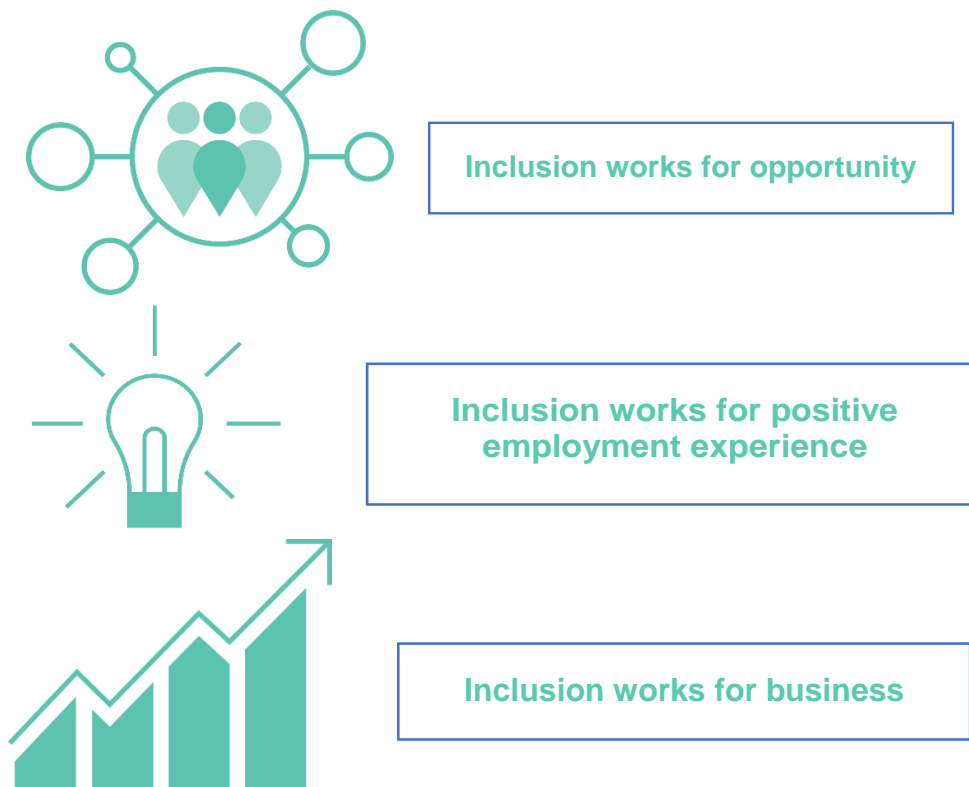 Inclusion works for opportunity
Inclusion works for positive
employment experience
Inclusion works for business